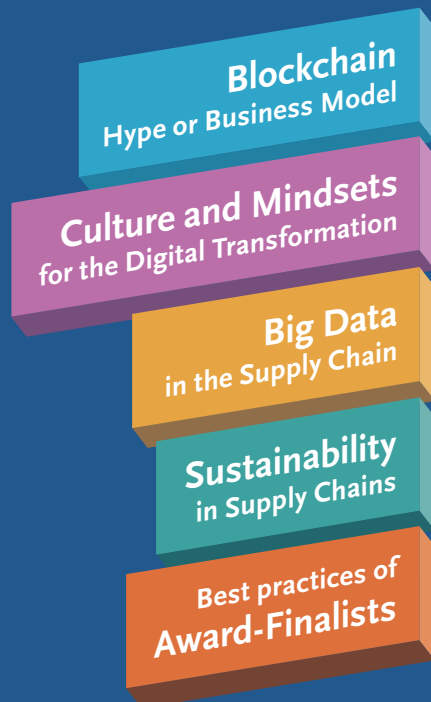 Blockchain
Hype or Business Model
Culture and Mindsets
for the Digital Transformation
Big Data
in the Supply Chain
Sustainability
in Supply Chains
Best practices of
Award-Finalists